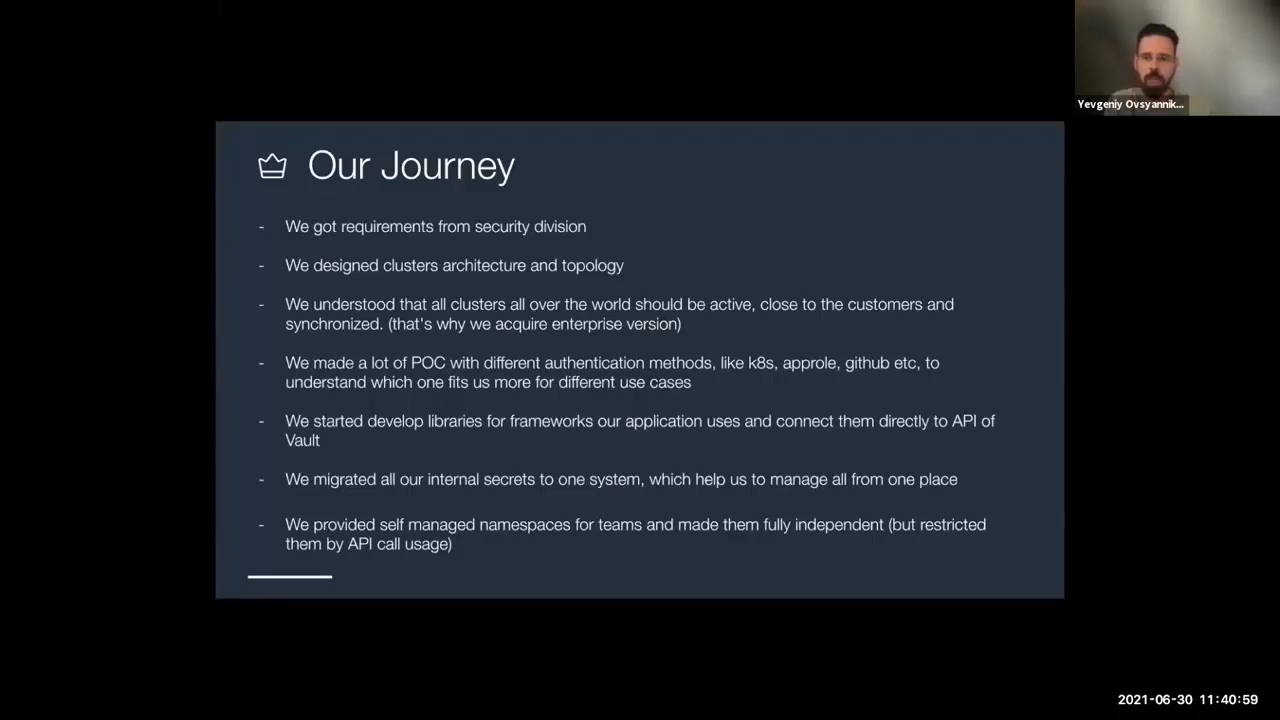 Yevgeniy Ovsyannik...
Our Journey
- We got requirements from security division
- We designed clusters architecture and topology
- We understood that all clusters all over the world should be active, close to the customers and
synchronized. (that's why we acquire enterprise version)
- We made a lot of POC with different authentication methods, like k8s, approle, github etc, to
understand which one fits us more for different use cases
- We started develop libraries for frameworks our application uses and connect them directly to API of
Vault
- We migrated all our internal secrets to one system, which help us to manage all from one place
- We provided self managed namespaces for teams and made them fully independent (but restricted
them by API call usage)
2021-06-30 11:40:59